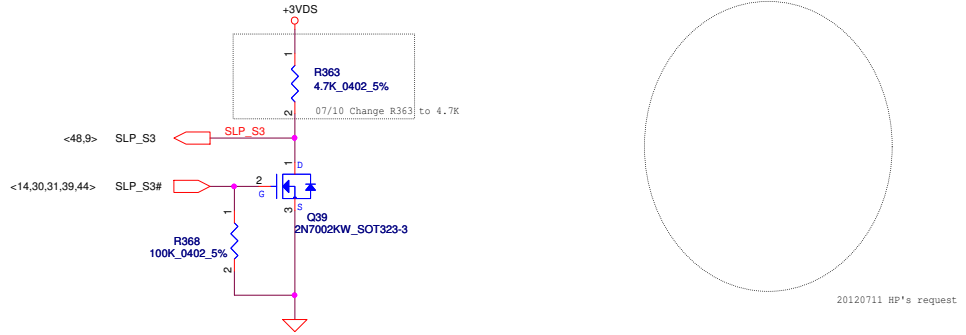 +3VDS
1
R363
4.7K_0402_5%
2
07/10 Change R363 to 4.7K
<48,9> SLP_S3 SLP_S3
1 D
<14,30,31,39,44> SLP_S3# 2 G
3 S
Q39
2N7002KW_SOT323-3
1
R368
100K_0402_5%
2
20120711 HP's request